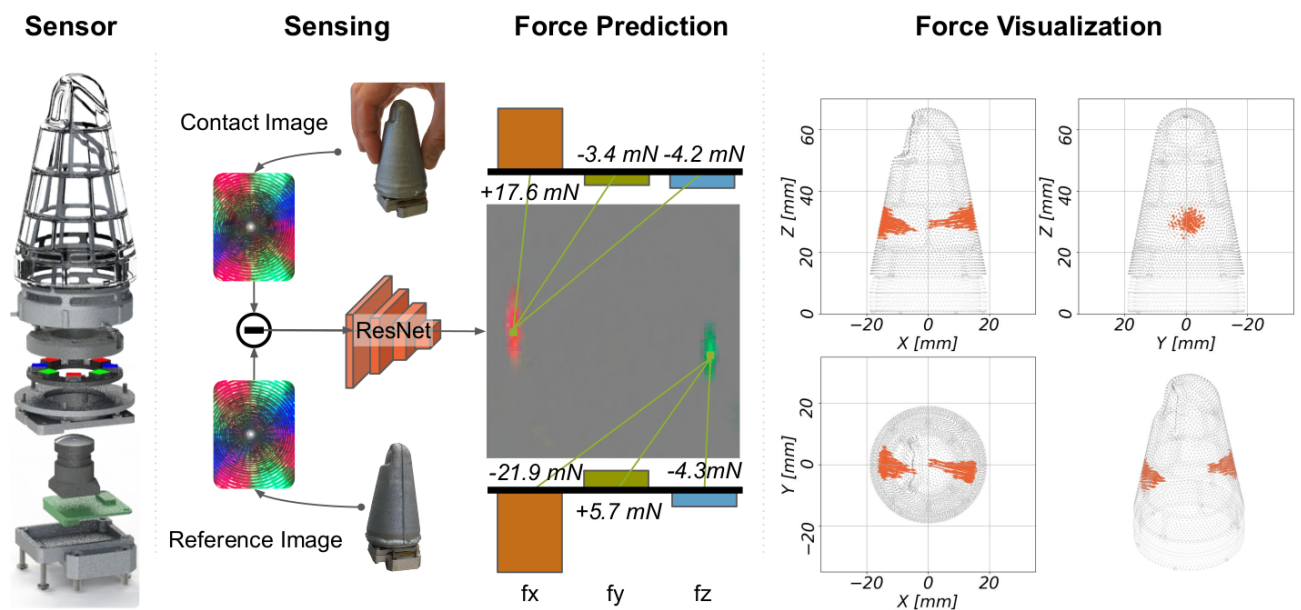 Sensor
Sensing
Force Prediction
Force Visualization
Contact Image
ResNet
Reference Image
-3.4 mN
-4.2 mN
+17.6 mN
-21.9 mN
-4.3mN
+5.7 mN
fx fy fz
60
40
20
0
Z [mm]
−20 0 20
X [mm]
60
40
20
0
Z [mm]
20 0 −20
Y [mm]
20
0
−20
Y [mm]
−20 0 20
X [mm]